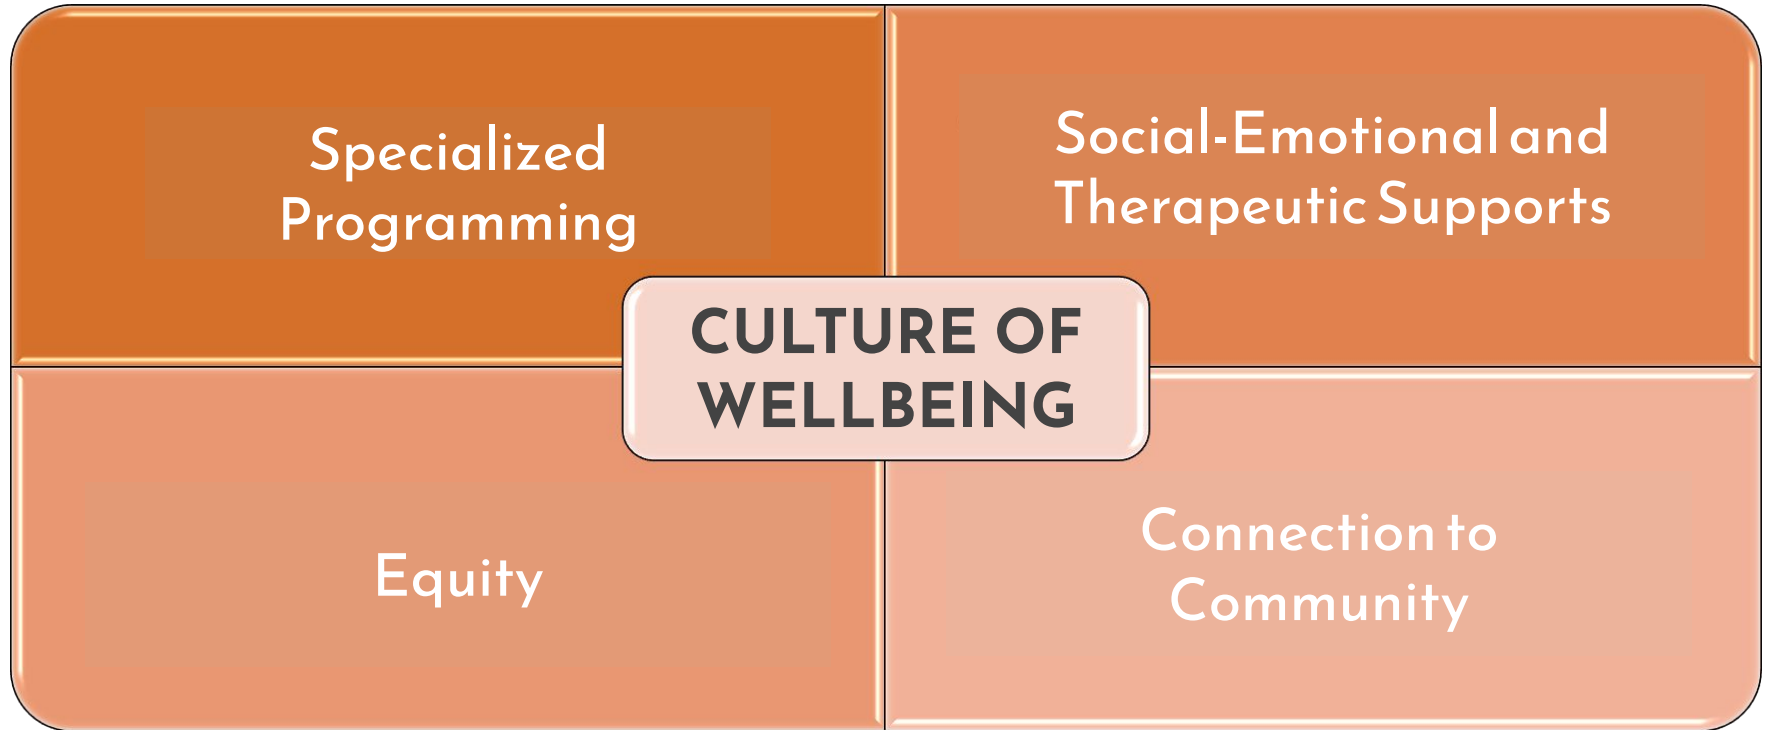 Specialized
Programming
Social-Emotional and
Therapeutic Supports
CULTURE OF
WELLBEING
Equity
Connection to
Community